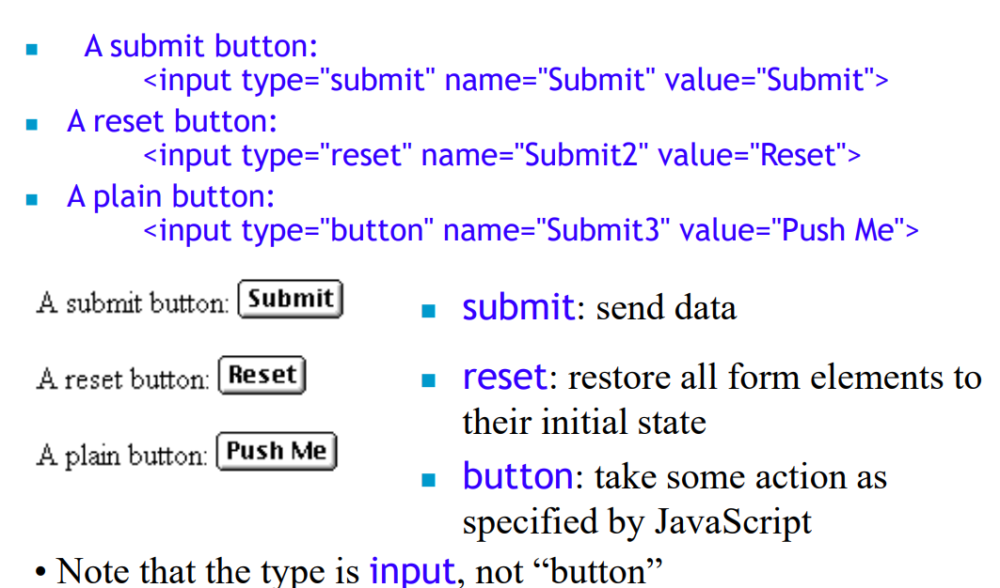 A submit button:
<input type="submit" name="Submit" value="Submit">
A reset button:
<input type="reset" name="Submit2" value="Reset">
A plain button:
<input type="button" name="Submit3" value="Push Me">
A submit button: Submit
A reset button: Reset
A plain button: Push Me
submit: send data
reset: restore all form elements to
their initial state
button: take some action as
specified by JavaScript
• Note that the type is input, not “button”